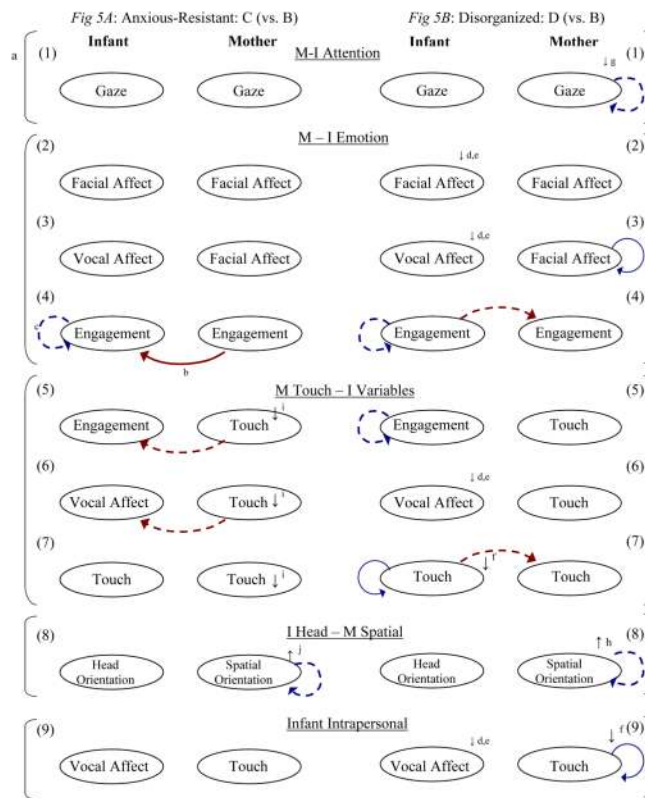 Fig 5A: Anxious-Resistant: C (vs. B) Fig 5B: Disorganized: D (vs. B)
a Infant Mother Infant Mother
M-I Attention
(1) (1)
↓ g
Gaze Gaze Gaze Gaze
M – I Emotion
(2) (2)
↓ d,e
Facial Affect Facial Affect Facial Affect Facial Affect
(3) (3)
↓ d,e
Vocal Affect Facial Affect Vocal Affect Facial Affect
(4) (4)
c Engagement Engagement Engagement Engagement
b
M Touch – I Variables
(5) (5)
Engagement Touch ↓ i Engagement Touch
(6) (6)
↓ d,e
Vocal Affect Touch ↓ i Vocal Affect Touch
(7) (7)
Touch Touch ↓ i Touch ↓ f Touch
I Head – M Spatial
(8) (8)
↑ j ↑ h
Head Orientation Spatial Orientation Head Orientation Spatial Orientation
Infant Intrapersonal
(9) (9)
↓ d,e ↓ f
Vocal Affect Touch Vocal Affect Touch